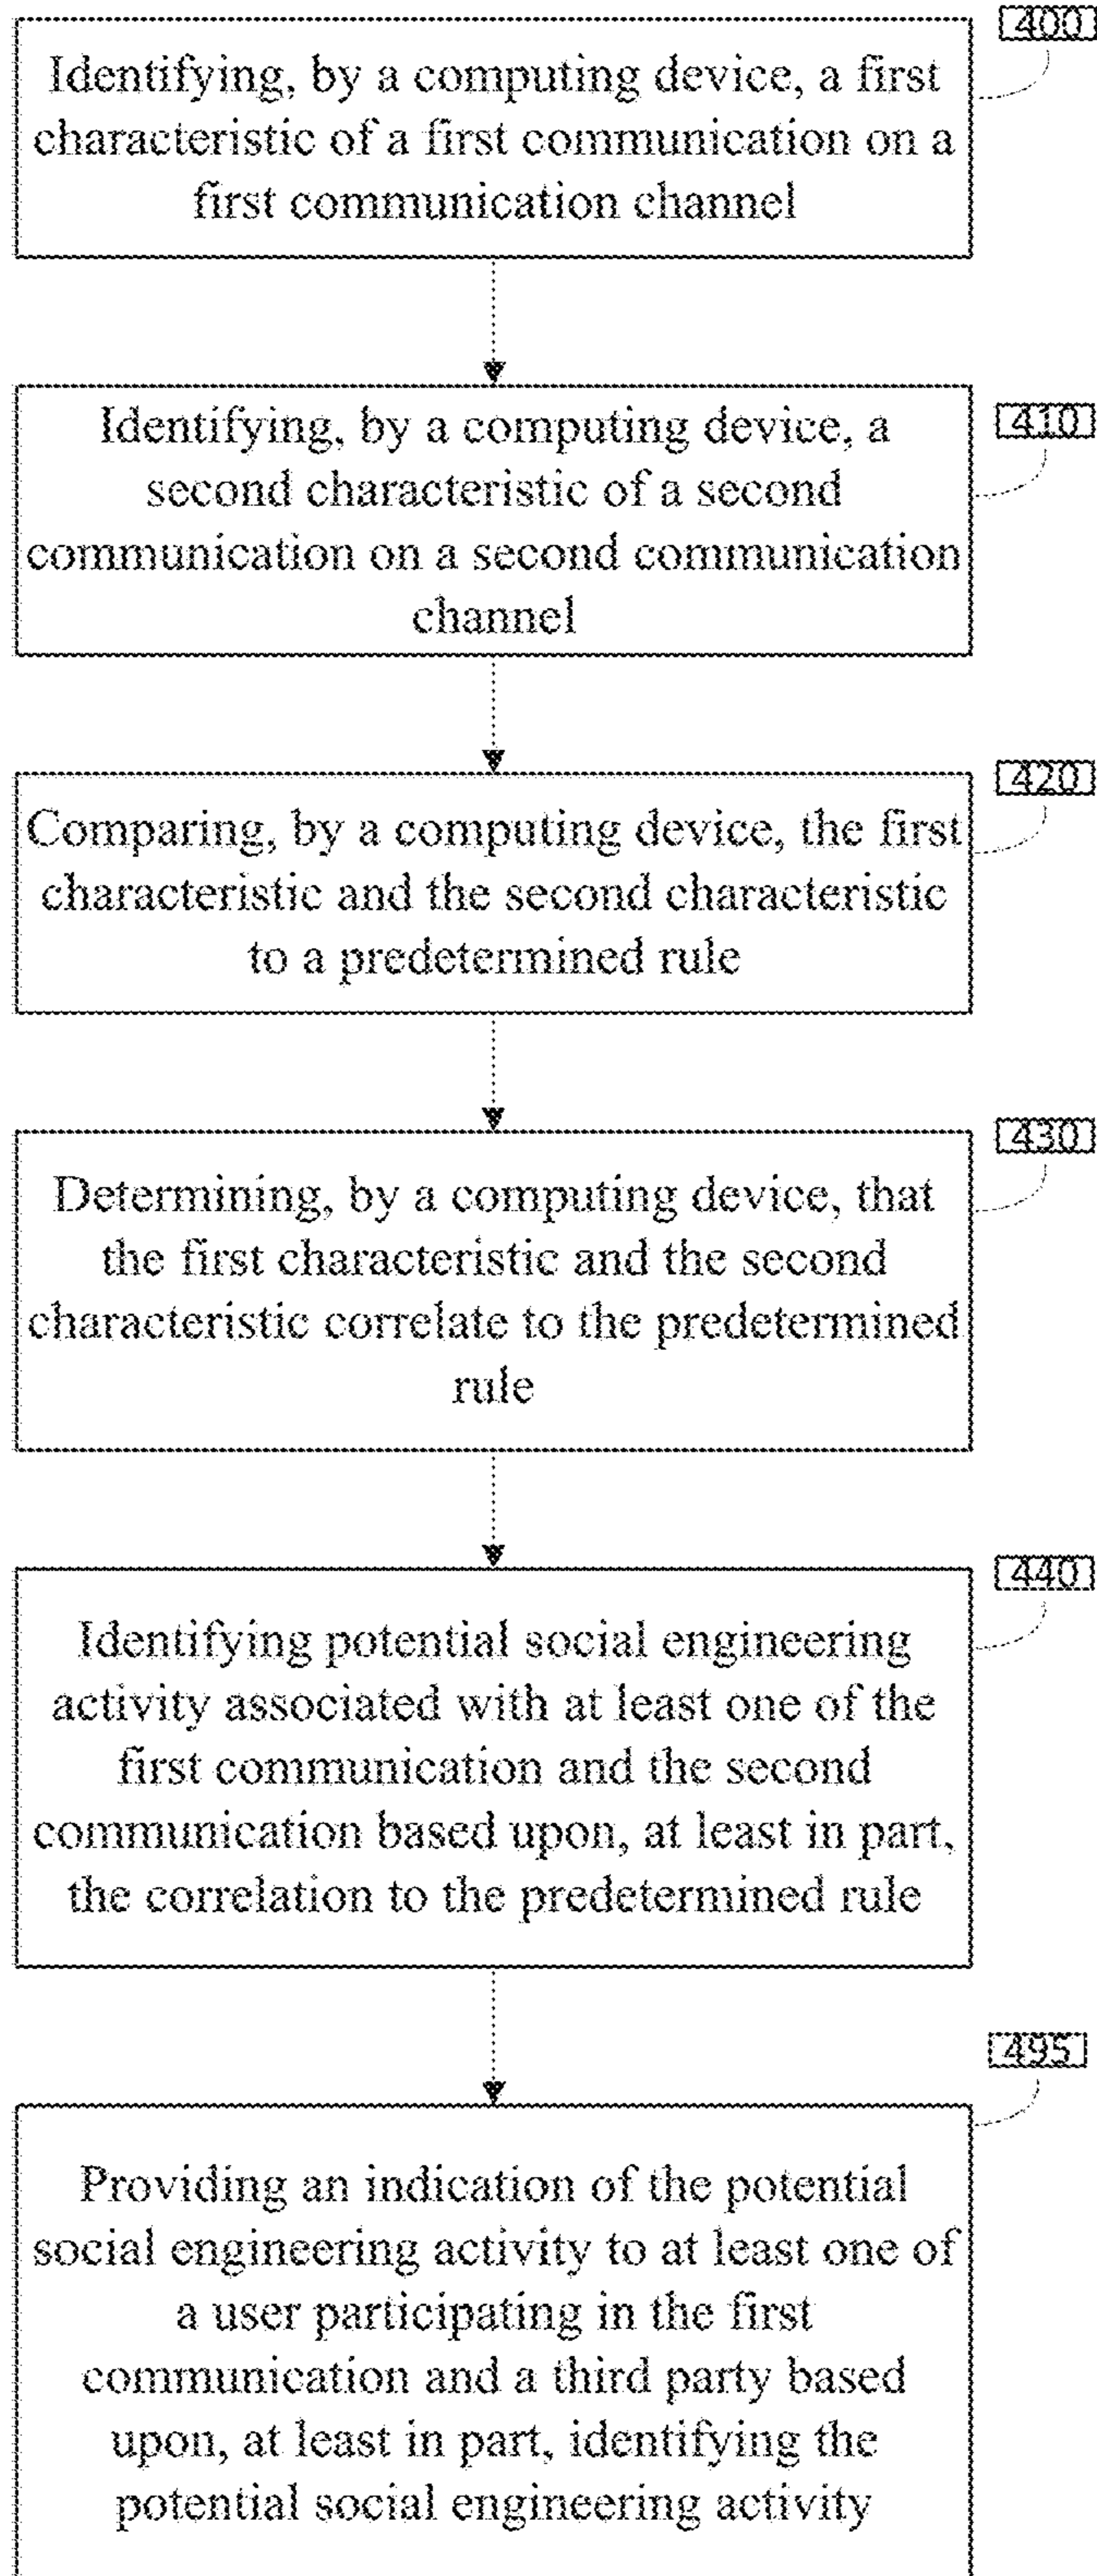 400
Identifying, by a computing device, a first
characteristic of a first communication on a
first communication channel
410
Identifying, by a computing device, a
second characteristic of a second
communication on a second communication
channel
420
Comparing, by a computing device, the first
characteristic and the second characteristic
to a predetermined rule
430
Determining, by a computing device, that
the first characteristic and the second
characteristic correlate to the predetermined
rule
440
Identifying potential social engineering
activity associated with at least one of the
first communication and the second
communication based upon, at least in part,
the correlation to the predetermined rule
495
Providing an indication of the potential
social engineering activity to at least one of
a user participating in the first
communication and a third party based
upon, at least in part, identifying the
potential social engineering activity